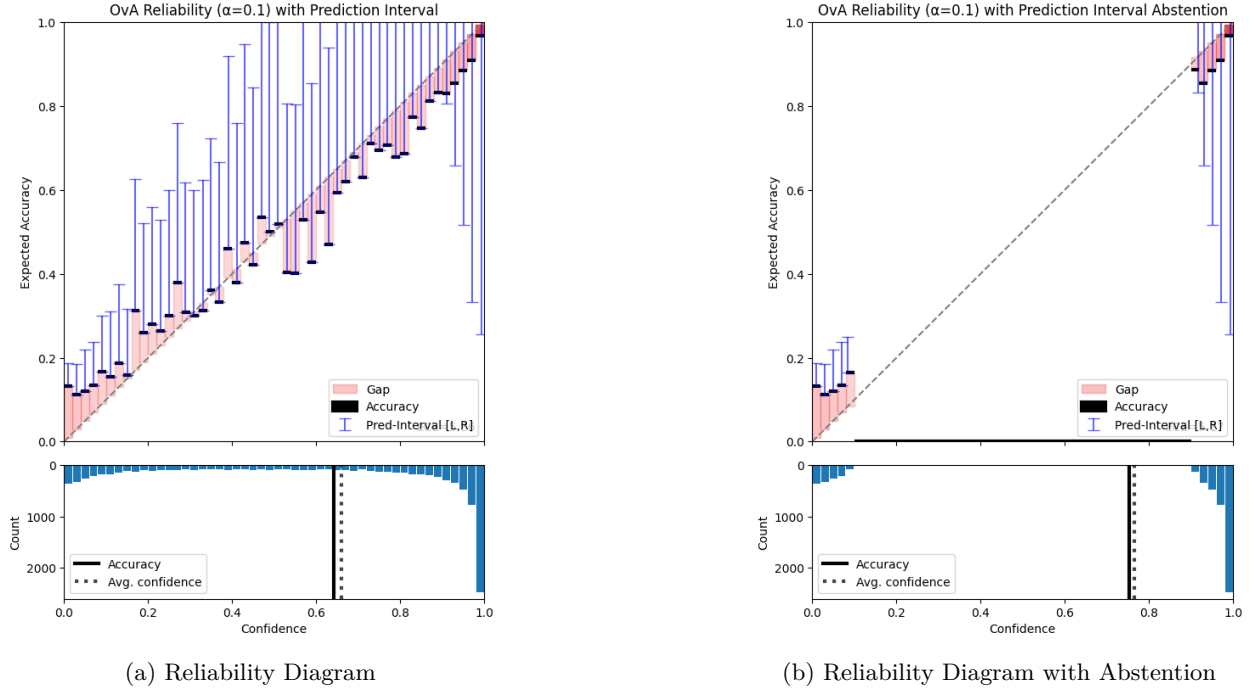 OvA Reliability (α=0.1) with Prediction Interval
1.0
0.8
0.6
0.4
0.2
0.0
Expected Accuracy
Gap
Accuracy
Pred-Interval [L,R]
0
1000
2000
Count
Accuracy
Avg. confidence
0.0 0.2 0.4 0.6 0.8 1.0
Confidence
(a) Reliability Diagram
OvA Reliability (α=0.1) with Prediction Interval Abstention
1.0
0.8
0.6
0.4
0.2
0.0
Expected Accuracy
Gap
Accuracy
Pred-Interval [L,R]
0
1000
2000
Count
Accuracy
Avg. confidence
0.0 0.2 0.4 0.6 0.8 1.0
Confidence
(b) Reliability Diagram with Abstention